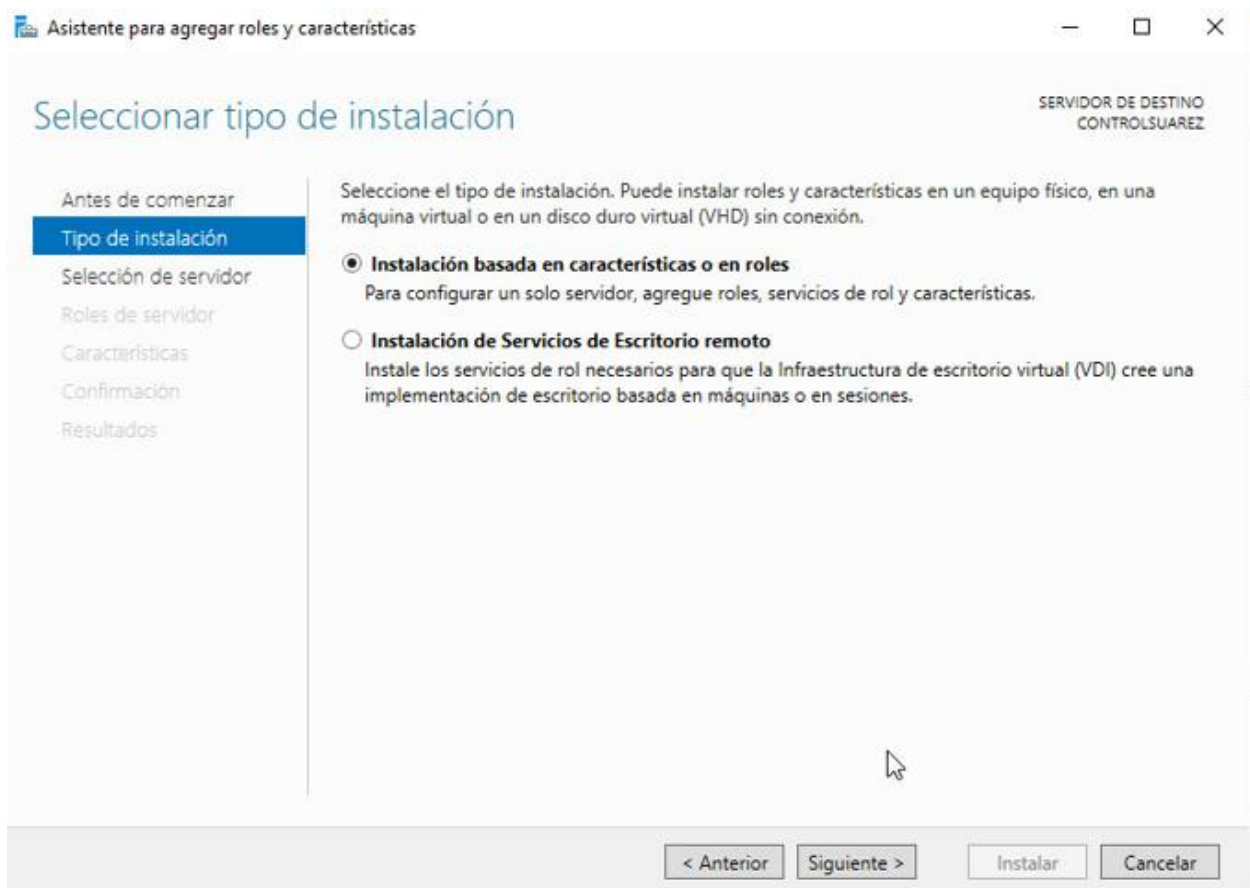 Asistente para agregar roles y características
Seleccionar tipo de instalación
SERVIDOR DE DESTINO
CONTROLSUAREZ
Antes de comenzar
Tipo de instalación
Selección de servidor
Roles de servidor
Características
Confirmación
Resultados
Seleccione el tipo de instalación. Puede instalar roles y características en un equipo físico, en una
máquina virtual o en un disco duro virtual (VHD) sin conexión.
Instalación basada en características o en roles
Para configurar un solo servidor, agregue roles, servicios de rol y características.
Instalación de Servicios de Escritorio remoto
Instale los servicios de rol necesarios para que la Infraestructura de escritorio virtual (VDI) cree una
implementación de escritorio basada en máquinas o en sesiones.
< Anterior
Siguiente >
Instalar
Cancelar